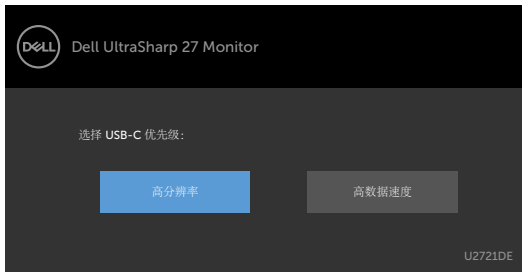 DELL
Dell UltraSharp 27 Monitor
选择 USB-C 优先级：
高分辨率
高数据速度
U2721DE